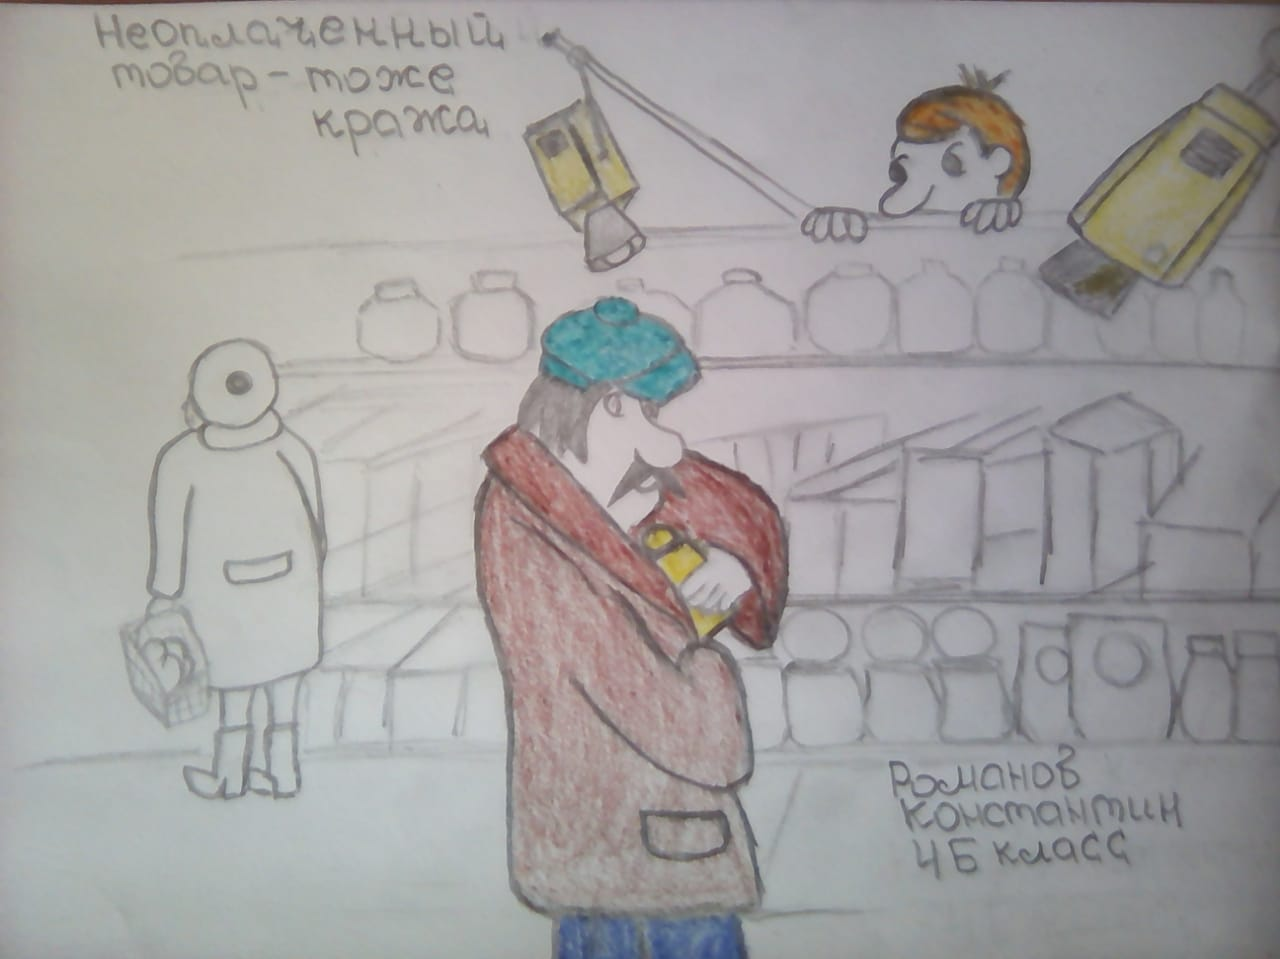 Неоплаченный
товар - тоже
кража
Романов
Константин
4Б класс